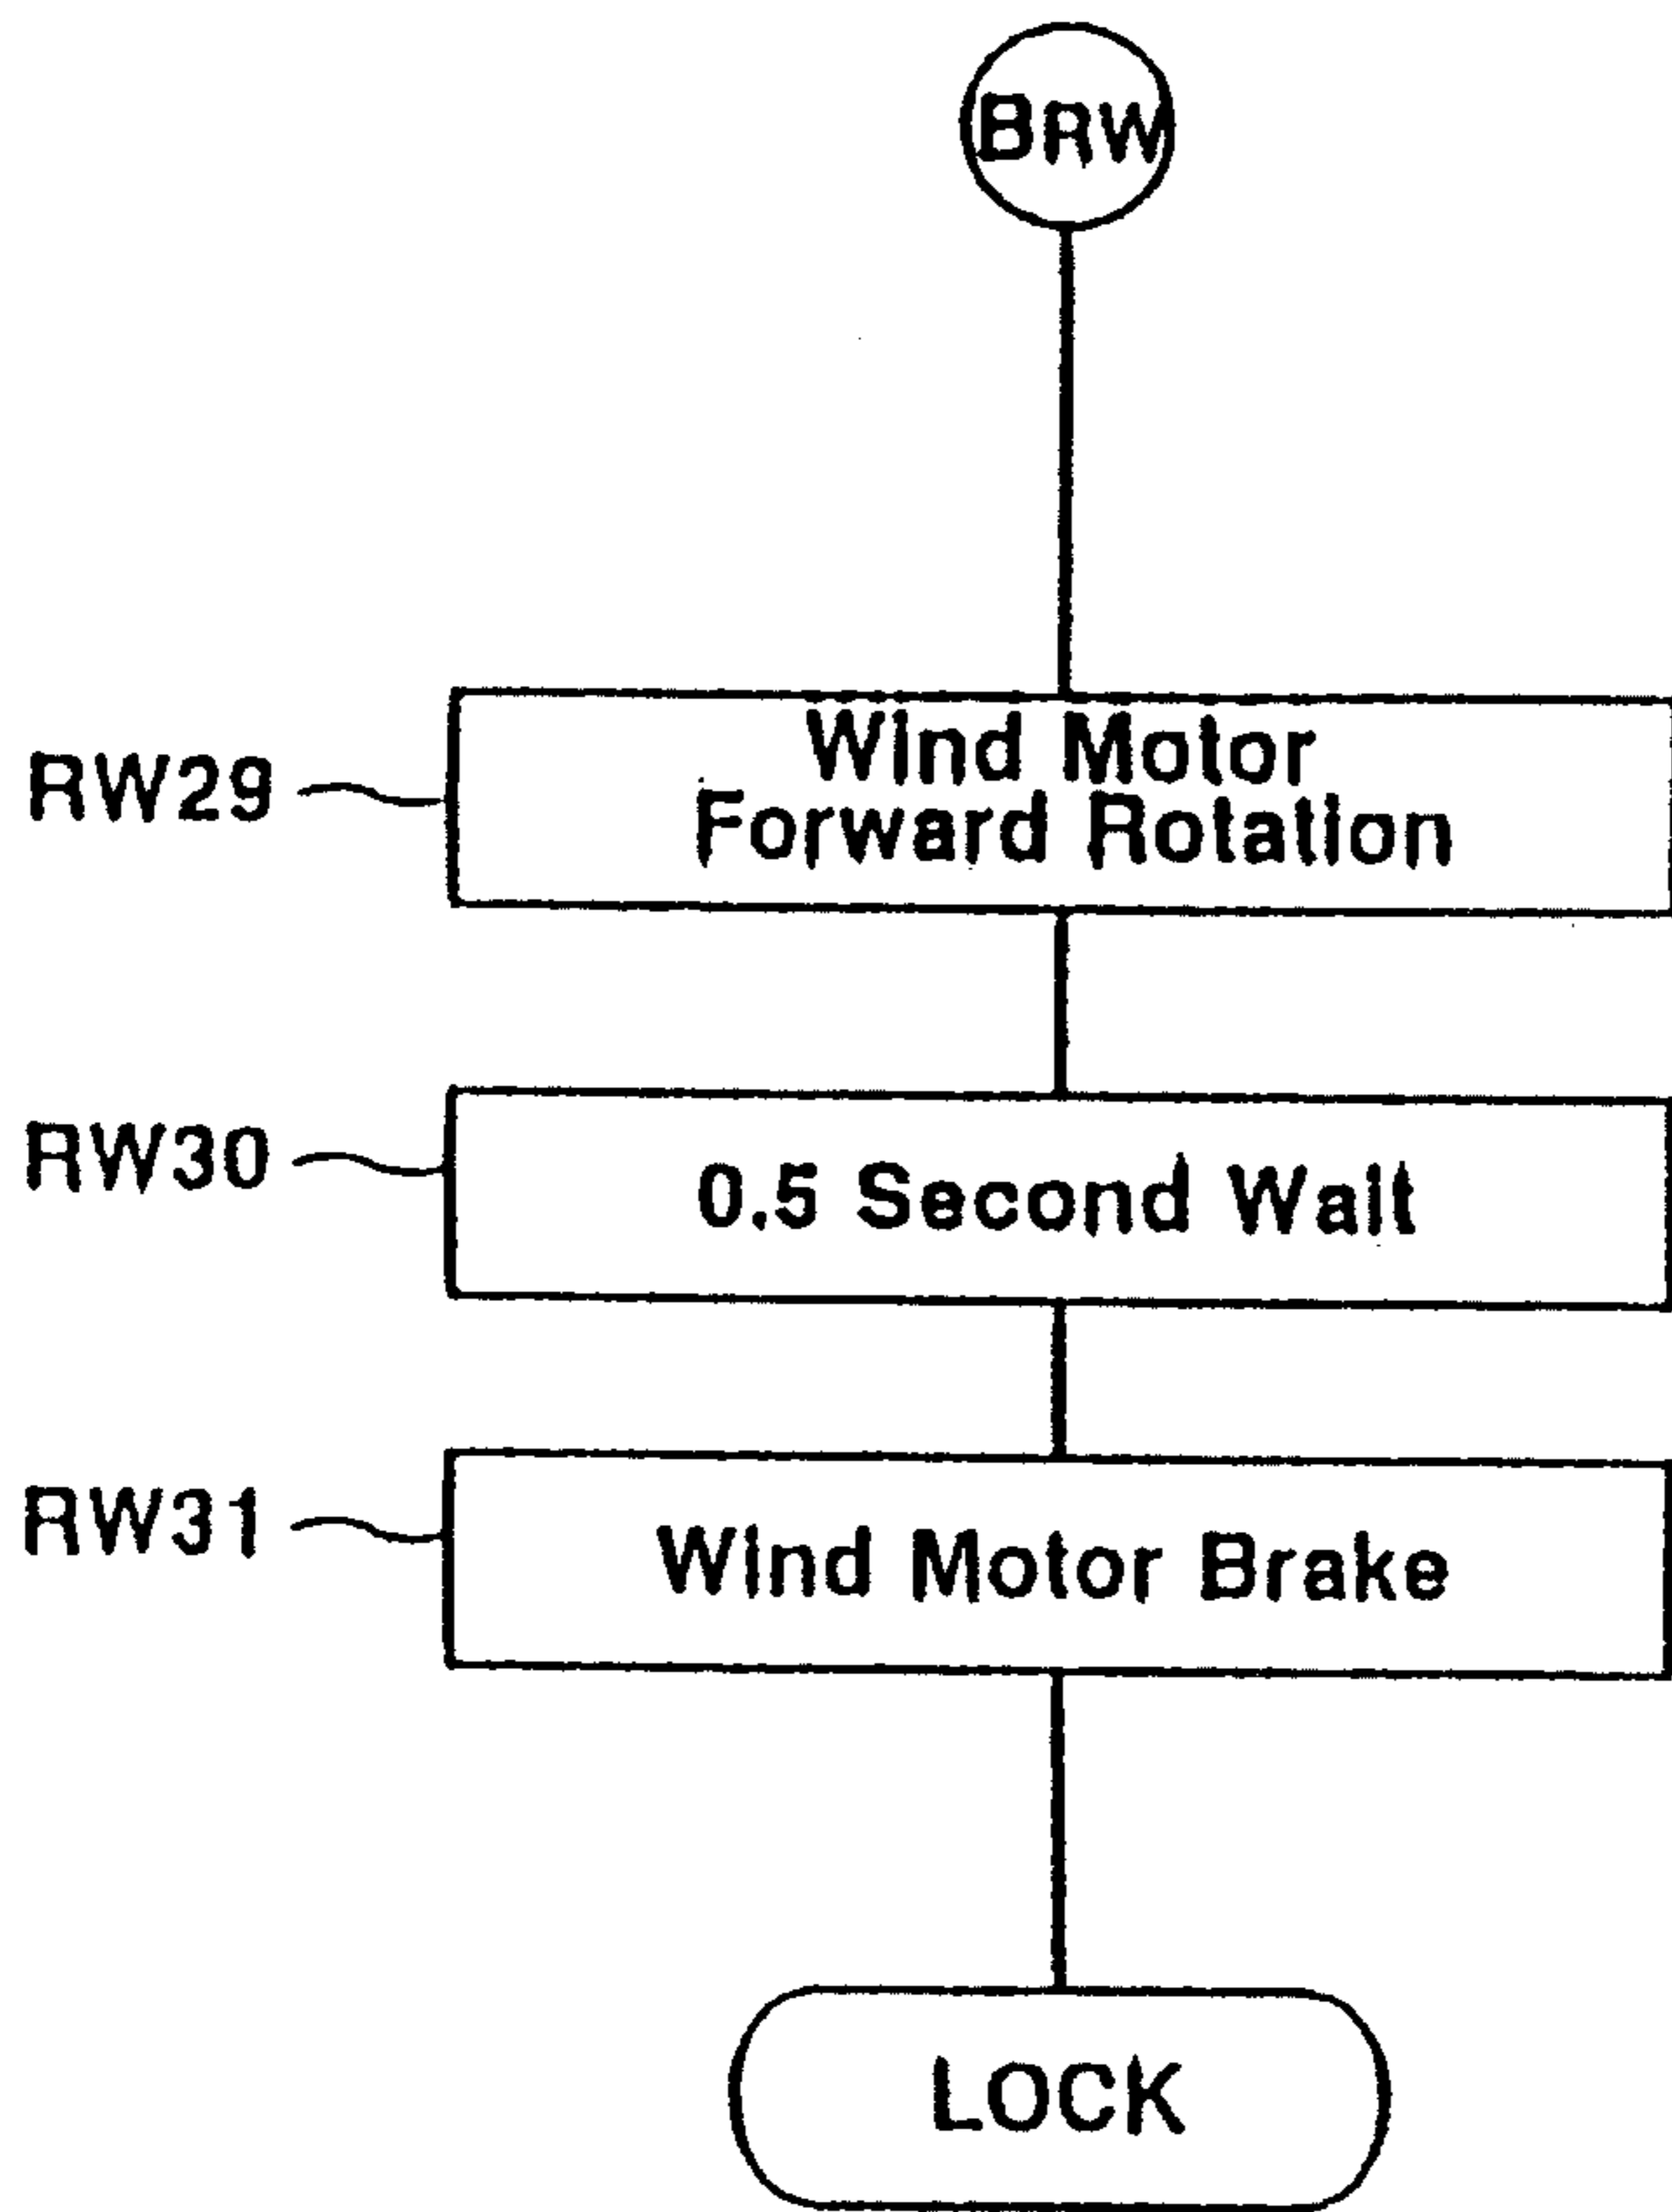 BRW
RW29
Wind Motor
Forward Rotation
RW30
0.5 Second Wait
RW31
Wind Motor Brake
LOCK